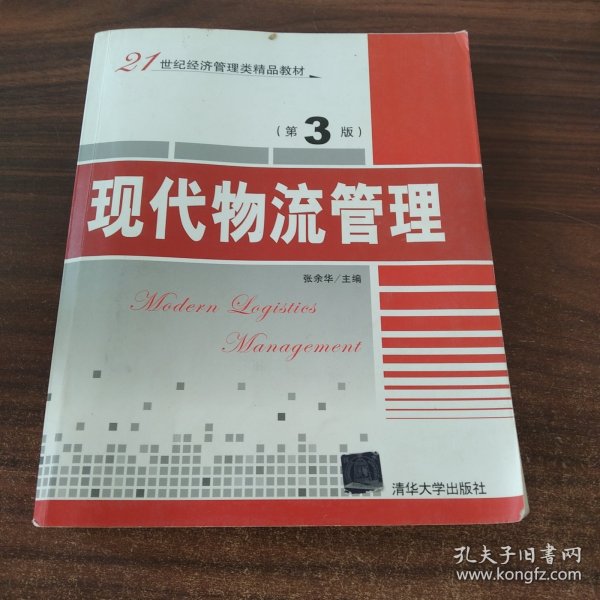 21世纪经济管理类精品教材
（第3版）
现代物流管理
张余华／主编
Modern Logistics
Management
清华大学出版社
孔夫子旧书网
www.kongfz.com